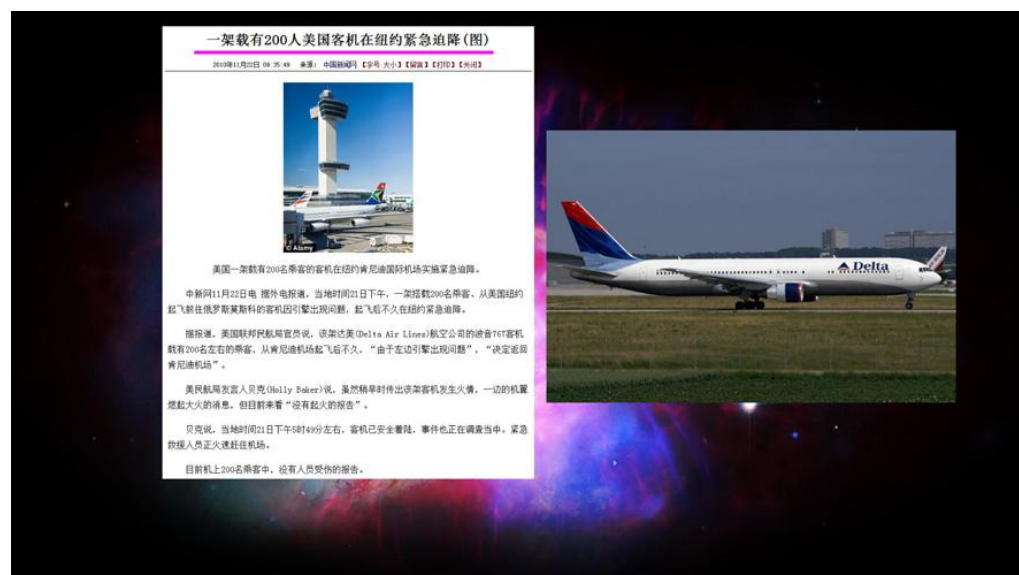 一架载有200人美国客机在纽约紧急迫降(图)
2010年11月22日 09:35:49 来源: 中国新闻网 【字号 大小】【留言】【打印】【关闭】
© Alamy
美国一架载有200名乘客的客机在纽约肯尼迪国际机场实施紧急迫降。
中新网11月22日电 据外电报道，当地时间21日下午，一架搭载200名乘客、从美国纽约
起飞前往俄罗斯莫斯科的客机因引擎出现问题，起飞后不久在纽约紧急迫降。
据报道，美国联邦民航局官员说，该架达美(Delta Air Lines)航空公司的波音767客机
载有200名左右的乘客，从肯尼迪机场起飞后不久，“由于左边引擎出现问题”，“决定返回
肯尼迪机场”。
美民航局发言人贝克(Holly Baker)说，虽然稍早时传出该架客机发生火情，一边的机翼
燃起大火的消息，但目前来看“没有起火的报告”。
贝克说，当地时间21日下午5时49分左右，客机已安全着陆，事件也正在调查当中。紧急
救援人员正火速赶往机场。
目前机上200名乘客中，没有人员受伤的报告。
Delta